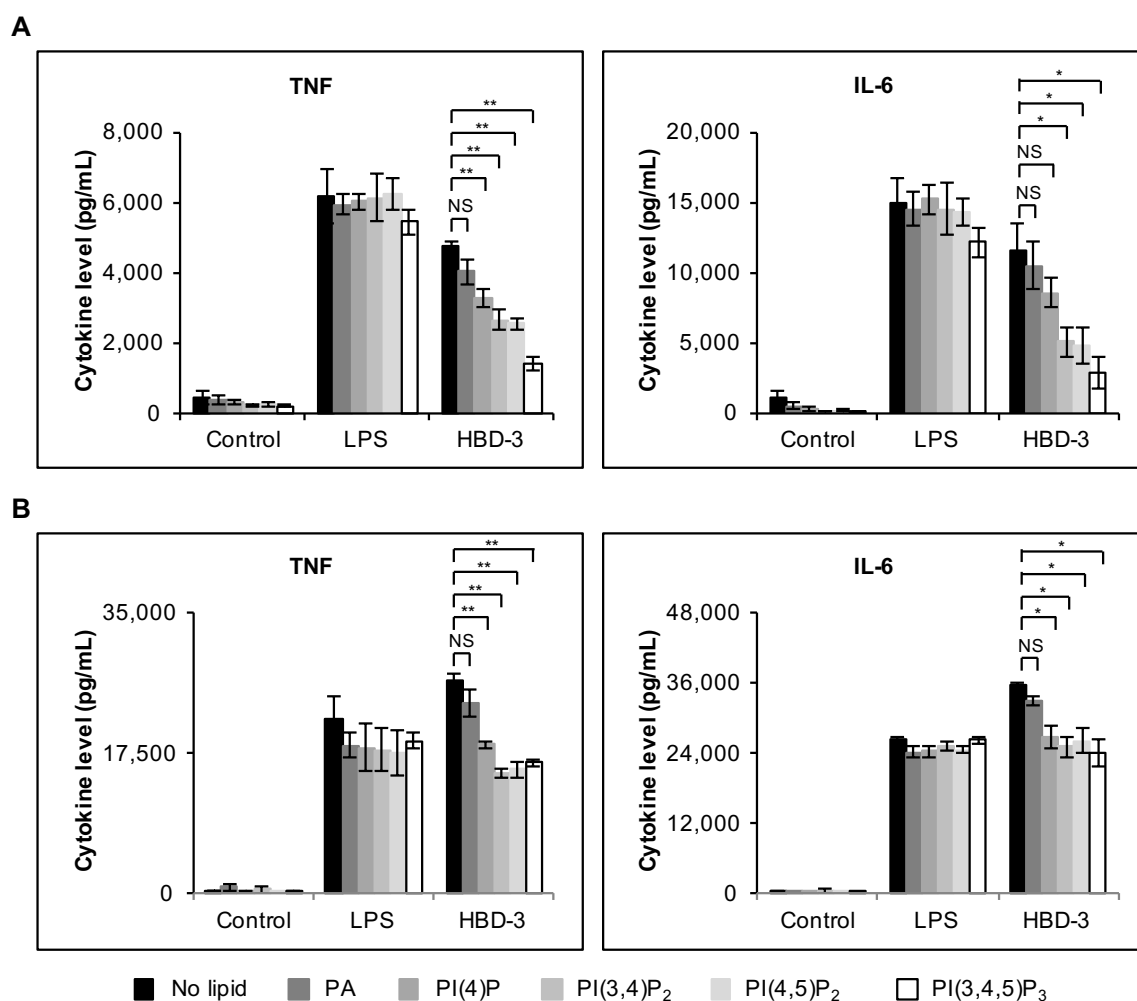 A
TNF
Cytokine level (pg/mL)
8,000
6,000
4,000
2,000
0
**
**
**
**
NS
Control LPS HBD-3
IL-6
Cytokine level (pg/mL)
20,000
15,000
10,000
5,000
0
*
*
*
NS
NS
Control LPS HBD-3
B
TNF
Cytokine level (pg/mL)
35,000
17,500
0
**
**
**
**
NS
Control LPS HBD-3
IL-6
Cytokine level (pg/mL)
48,000
36,000
24,000
12,000
0
*
*
*
*
NS
Control LPS HBD-3
No lipid PA PI(4)P PI(3,4)P₂ PI(4,5)P₂ PI(3,4,5)P₃